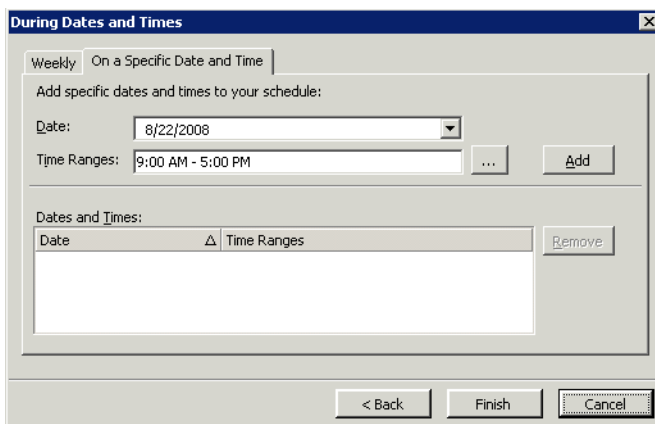 During Dates and Times
Weekly On a Specific Date and Time
Add specific dates and times to your schedule:
Date: 8/22/2008
Time Ranges: 9:00 AM - 5:00 PM ... Add
Dates and Times:
Date Time Ranges Remove
< Back Finish Cancel